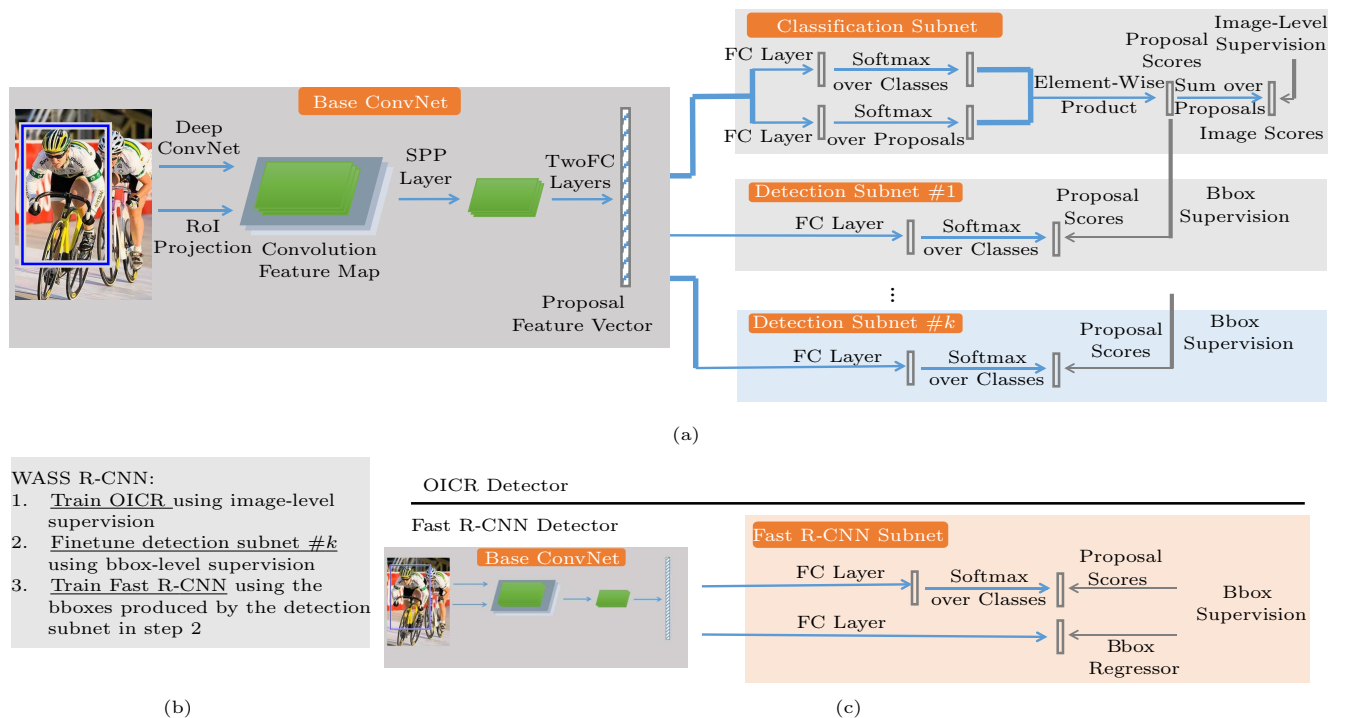 Classification Subnet
Image-Level
Supervision
FC Layer
Softmax
over Classes
Proposal
Scores
Element-Wise
Product
Sum over
Proposals
FC Layer
Softmax
over Proposals
Image Scores
Base ConvNet
Deep
ConvNet
RoI
Projection
Convolution
Feature Map
SPP
Layer
TwoFC
Layers
Proposal
Feature Vector
Detection Subnet #1
FC Layer
Softmax
over Classes
Proposal
Scores
Bbox
Supervision
...
Detection Subnet #k
FC Layer
Softmax
over Classes
Proposal
Scores
Bbox
Supervision
(a)
WASS R-CNN:
1. Train OICR using image-level
supervision
2. Finetune detection subnet #k
using bbox-level supervision
3. Train Fast R-CNN using the
bboxes produced by the detection
subnet in step 2
(b)
OICR Detector
Fast R-CNN Detector
Base ConvNet
Fast R-CNN Subnet
FC Layer
Softmax
over Classes
Proposal
Scores
FC Layer
Bbox
Regressor
Bbox
Supervision
(c)